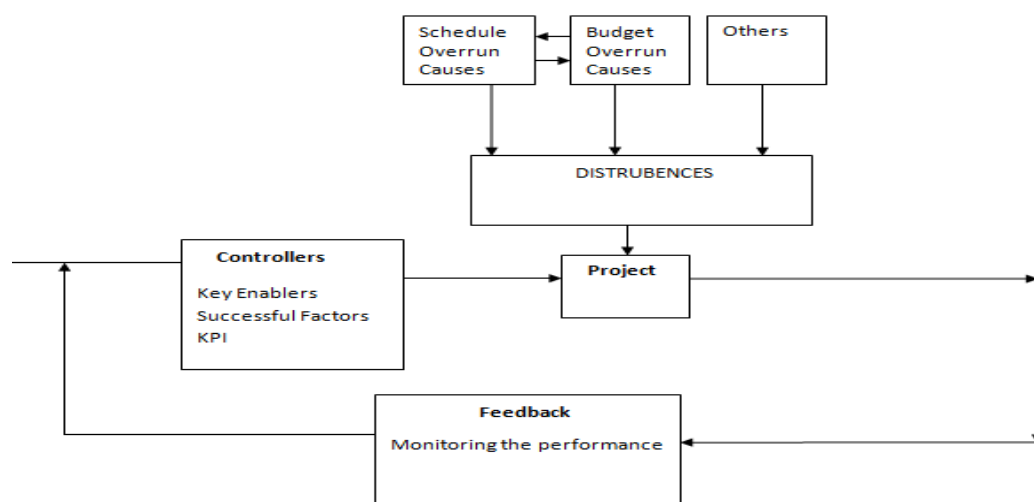 Schedule
Overrun
Causes
Budget
Overrun
Causes
Others
DISTRUBENCES
Controllers
Key Enablers
Successful Factors
KPI
Project
Feedback
Monitoring the performance